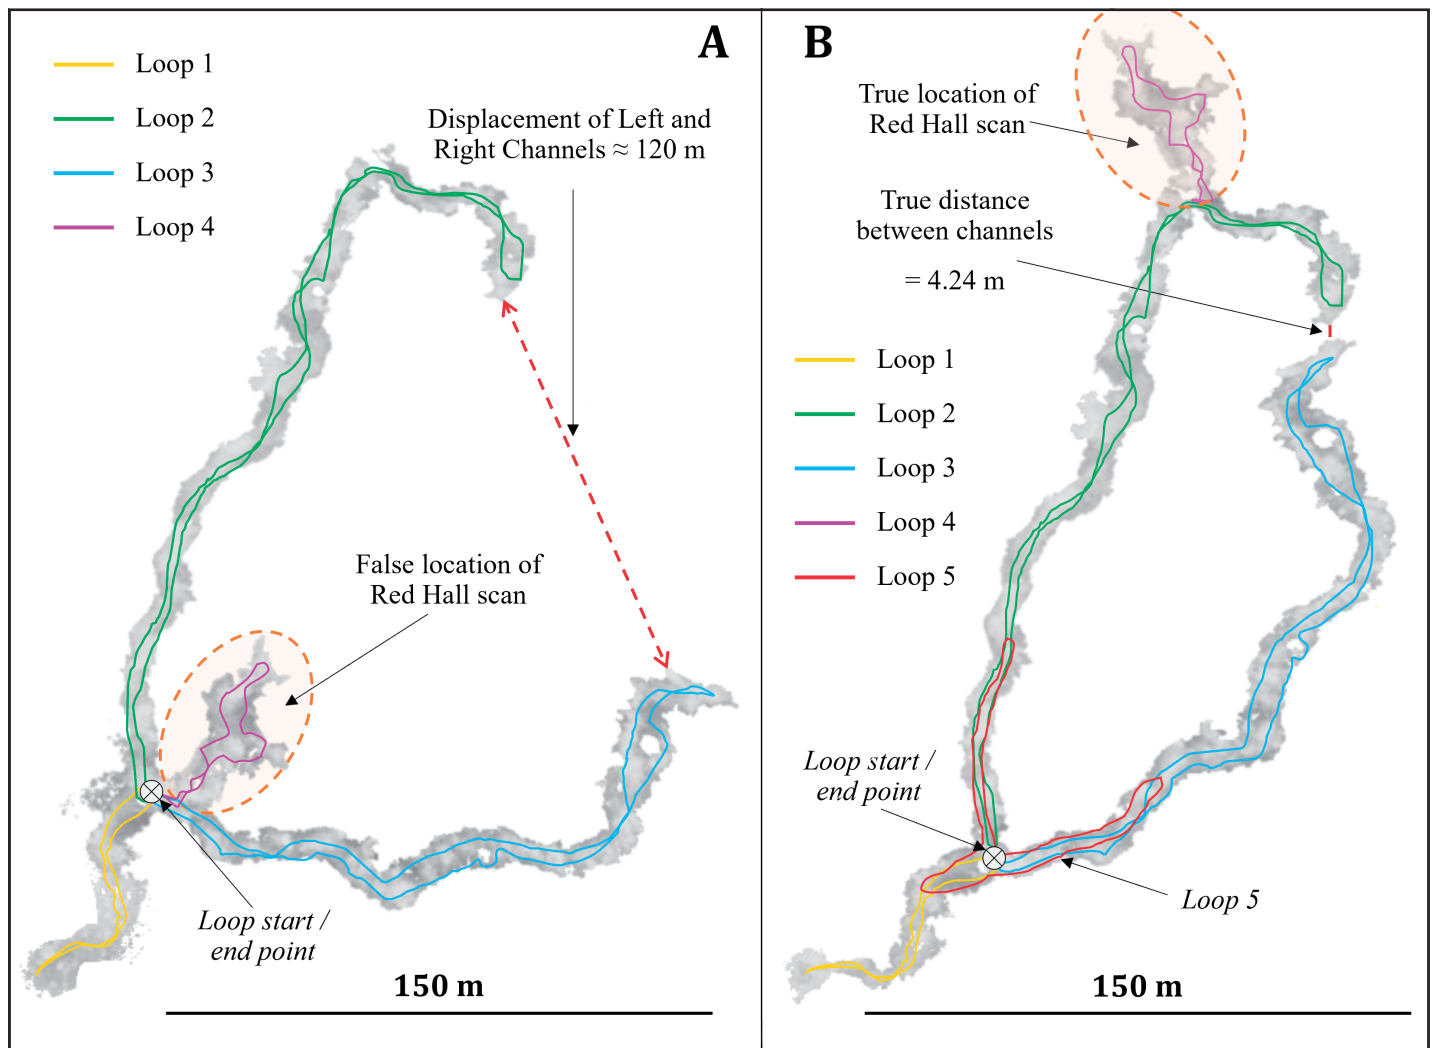 A
Loop 1
Loop 2
Loop 3
Loop 4
Displacement of Left and
Right Channels ≈ 120 m
False location of
Red Hall scan
Loop start /
end point
150 m
B
True location of
Red Hall scan
True distance
between channels
= 4.24 m
Loop 1
Loop 2
Loop 3
Loop 4
Loop 5
Loop start /
end point
Loop 5
150 m